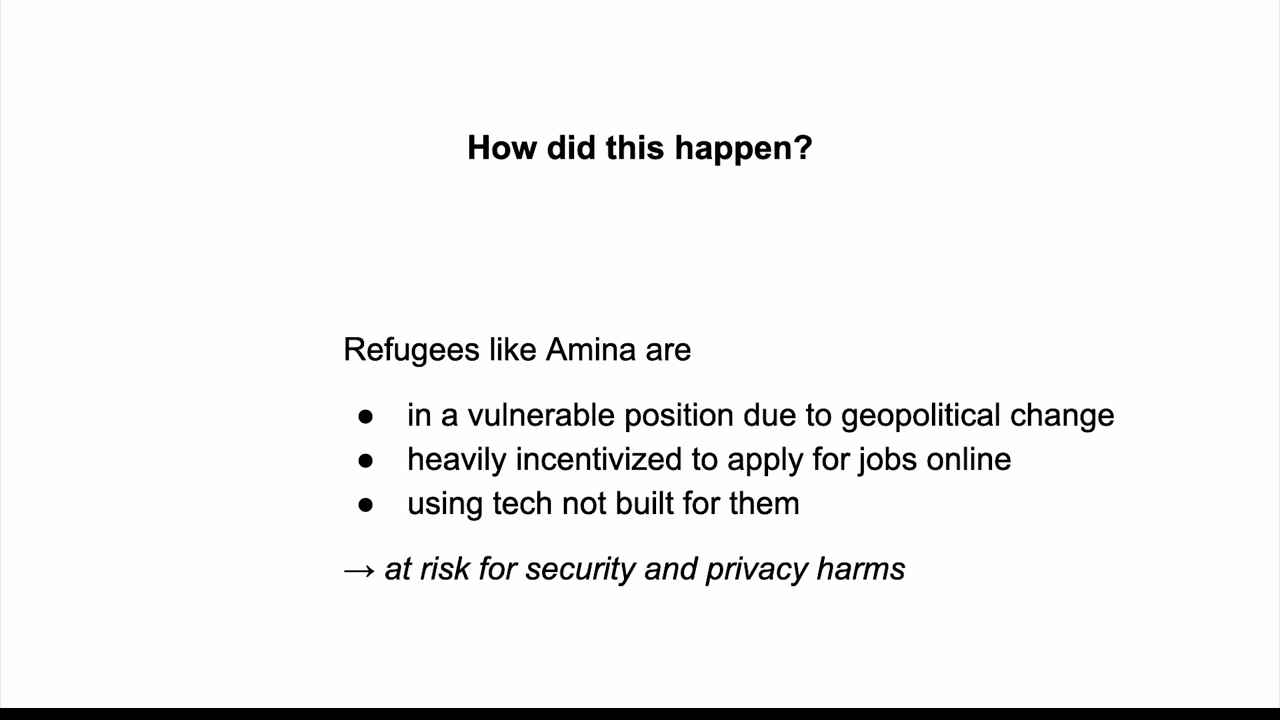 How did this happen?
Refugees like Amina are
● in a vulnerable position due to geopolitical change
● heavily incentivized to apply for jobs online
● using tech not built for them
→ at risk for security and privacy harms